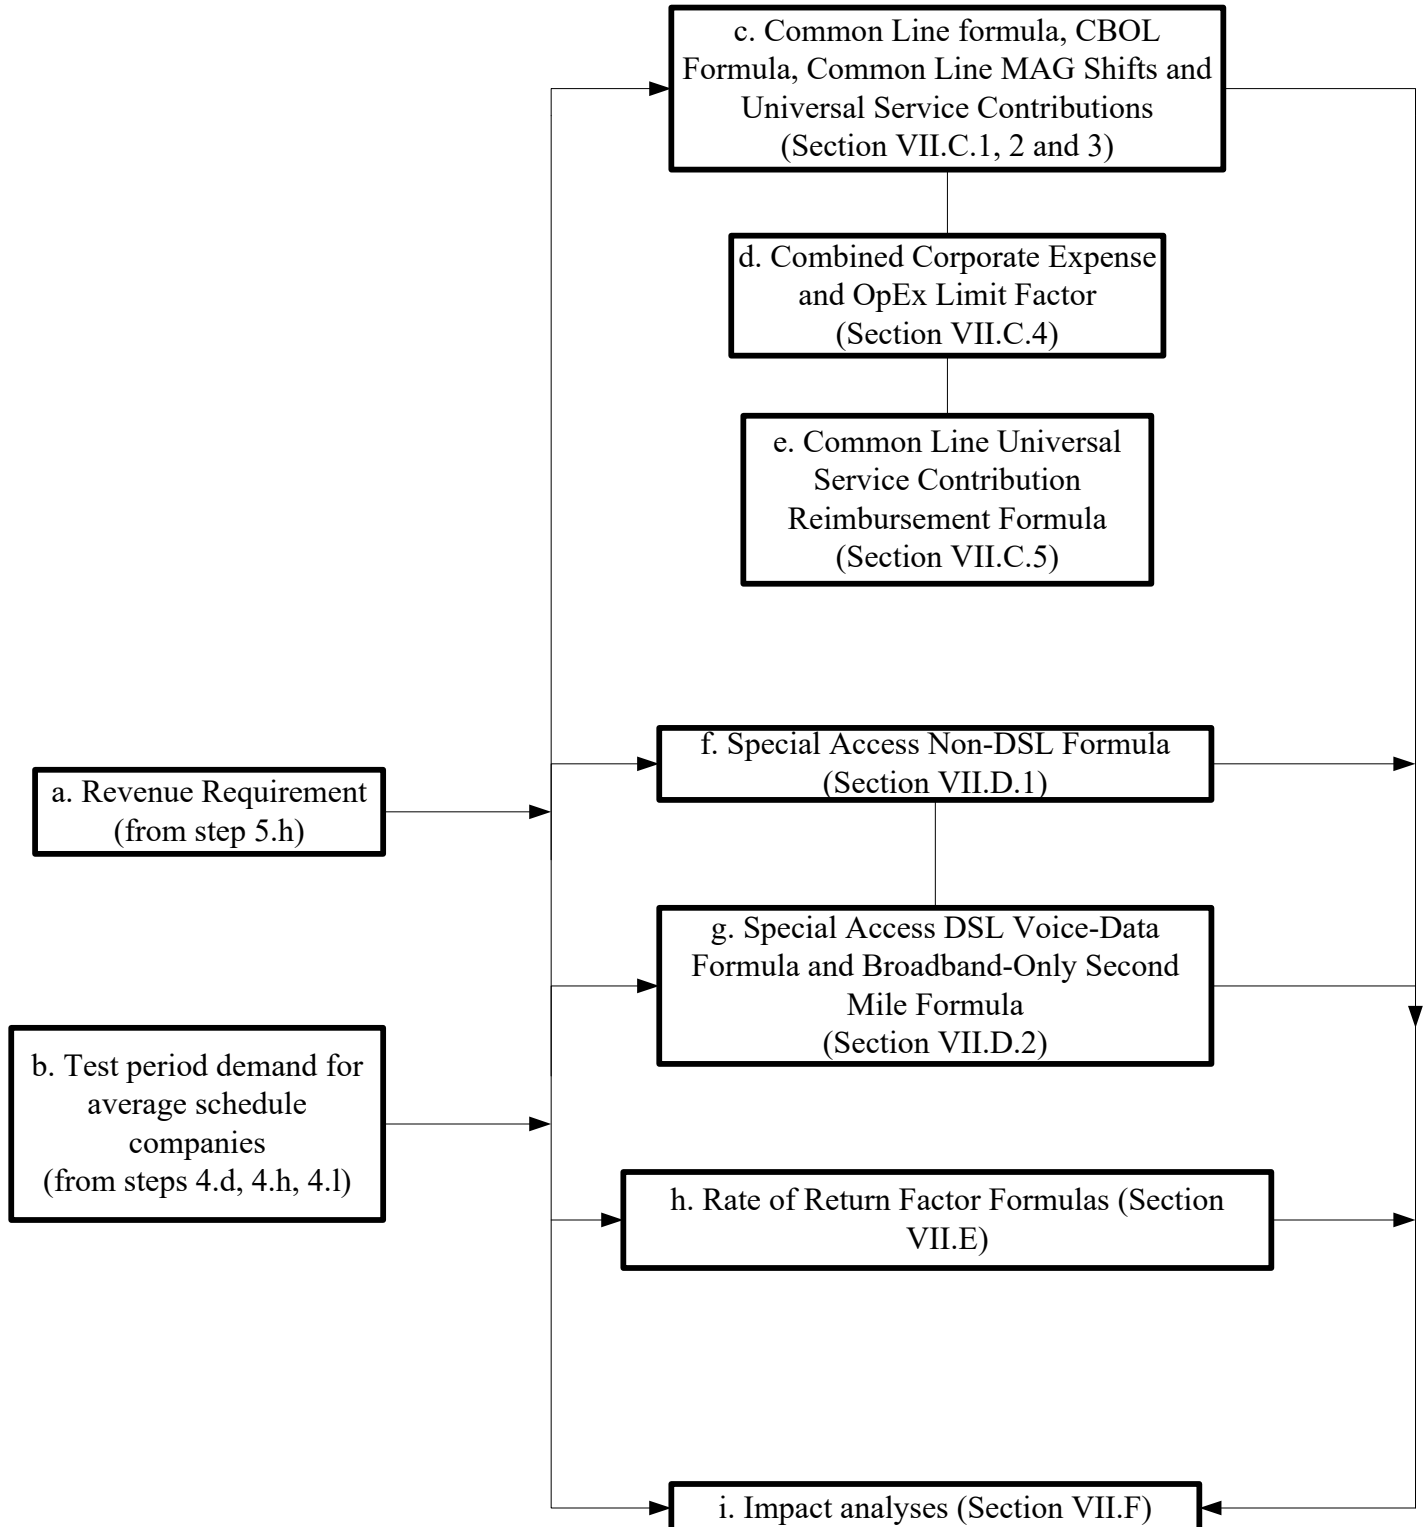 c. Common Line formula, CBOL
Formula, Common Line MAG Shifts and
Universal Service Contributions
(Section VII.C.1, 2 and 3)
d. Combined Corporate Expense
and OpEx Limit Factor
(Section VII.C.4)
e. Common Line Universal
Service Contribution
Reimbursement Formula
(Section VII.C.5)
f. Special Access Non-DSL Formula
(Section VII.D.1)
a. Revenue Requirement
(from step 5.h)
g. Special Access DSL Voice-Data
Formula and Broadband-Only Second
Mile Formula
(Section VII.D.2)
b. Test period demand for
average schedule
companies
(from steps 4.d, 4.h, 4.l)
h. Rate of Return Factor Formulas (Section
VII.E)
i. Impact analyses (Section VII.F)